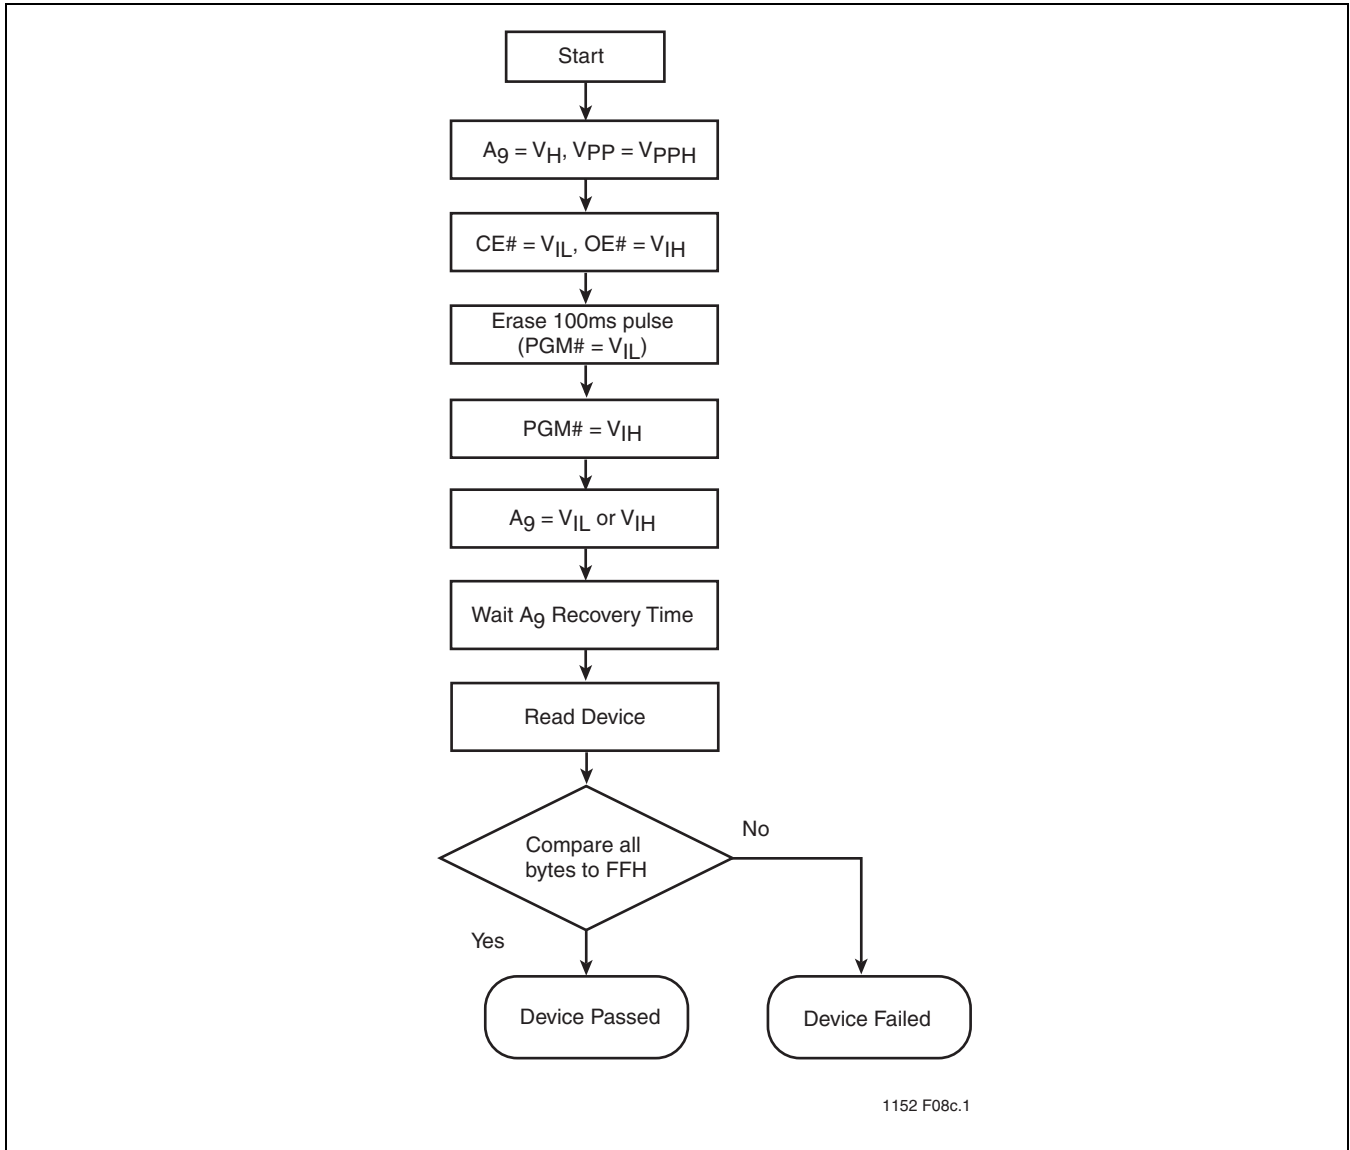 Start
A9 = VH, VPP = VPPH
CE# = VIL, OE# = VIH
Erase 100ms pulse
(PGM# = VIL)
PGM# = VIH
A9 = VIL or VIH
Wait A9 Recovery Time
Read Device
Compare all
bytes to FFH
No
Yes
Device Passed
Device Failed
1152 F08c.1